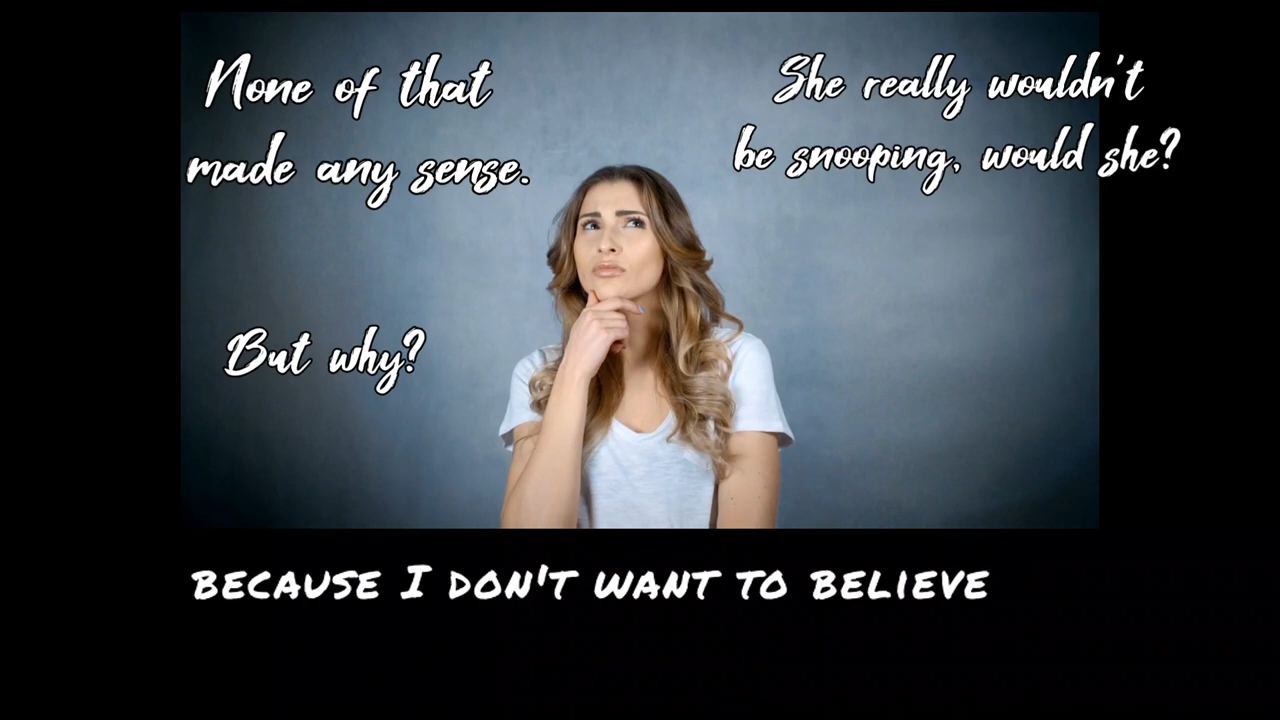 None of that
made any sense.
She really wouldn't
be snooping, would she?
But why?
BECAUSE I DON'T WANT TO BELIEVE